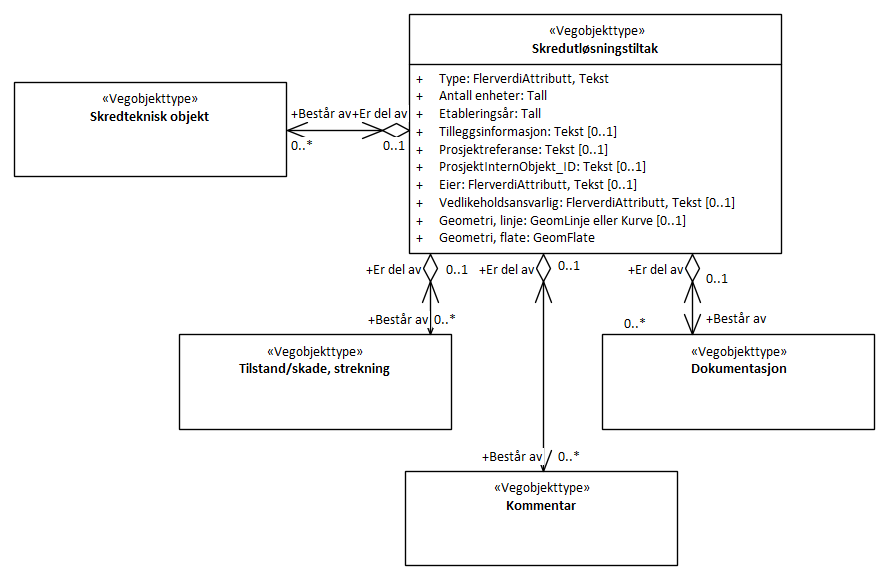 «Vegobjekttype»
Skredutløsningstiltak
+ Type: FlerverdiAttributt, Tekst
+ Antall enheter: Tall
+ Etableringsår: Tall
+ Tilleggsinformasjon: Tekst [0..1]
+ Prosjektreferanse: Tekst [0..1]
+ ProsjektInternObjekt_ID: Tekst [0..1]
+ Eier: FlerverdiAttributt, Tekst [0..1]
+ Vedlikeholdsansvarlig: FlerverdiAttributt, Tekst [0..1]
+ Geometri, linje: GeomLinje eller Kurve [0..1]
+ Geometri, flate: GeomFlate
«Vegobjekttype»
Skredteknisk objekt
+Består av
+Er del av
0..*
0..1
+Er del av
0..1
+Er del av
0..1
+Er del av
0..1
+Består av
0..*
0..*
+Består av
«Vegobjekttype»
Tilstand/skade, strekning
«Vegobjekttype»
Dokumentasjon
+Består av
0..*
«Vegobjekttype»
Kommentar